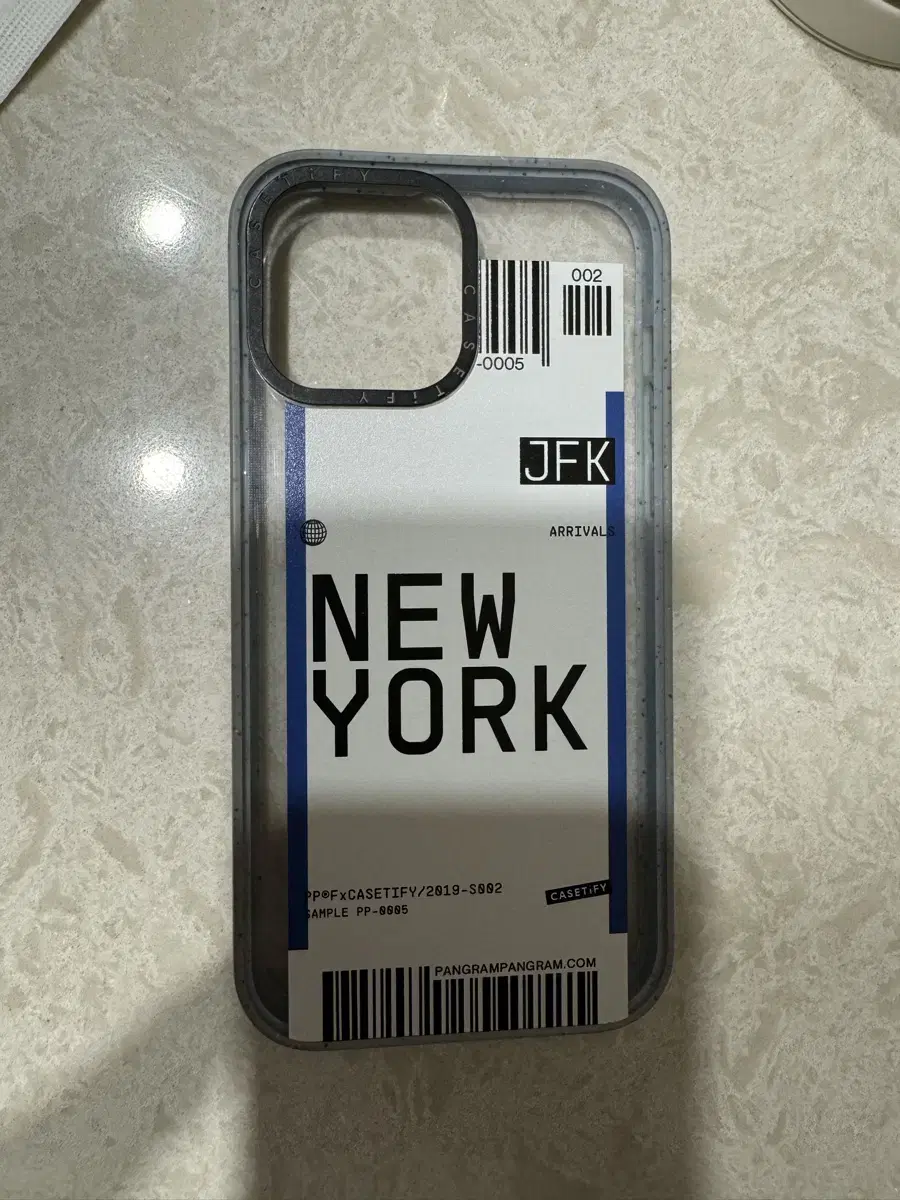 CASETiFY
CASETiFY
002
-0005
JFK
ARRIVALS
NEW
YORK
PP®FxCASETIFY/2019-S002
SAMPLE PP-0005
CASETiFY
PANGRAMPANGRAM.COM